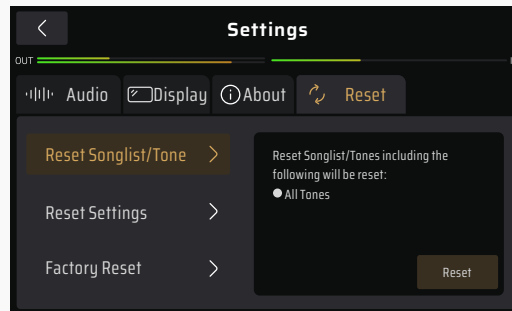 Settings
OUT
Audio Display About Reset
Reset Songlist/Tone
Reset Settings
Factory Reset
Reset Songlist/Tones including the
following will be reset:
All Tones
Reset